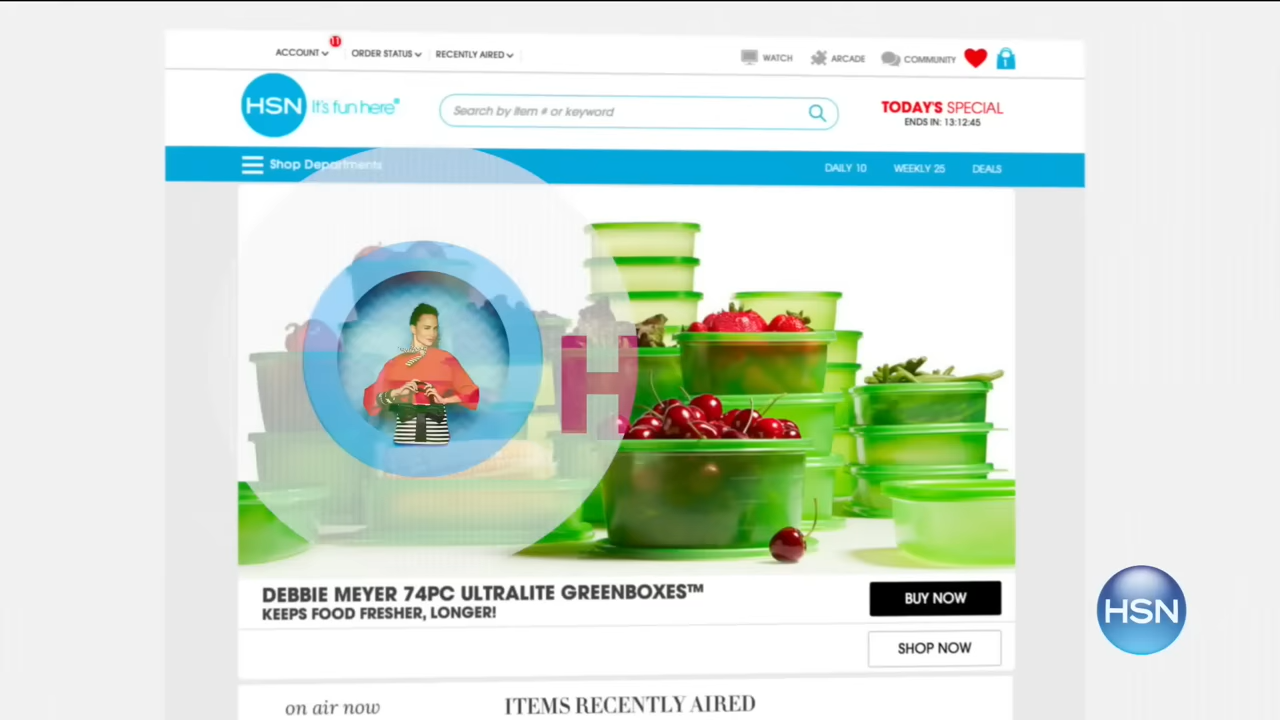 ACCOUNT
11
ORDER STATUS
RECENTLY AIRED
WATCH
ARCADE
COMMUNITY
1
HSN It's fun here
Search by item # or keyword
TODAY'S SPECIAL
ENDS IN: 13:12:45
Shop Departments
DAILY 10
WEEKLY 25
DEALS
H
DEBBIE MEYER 74PC ULTRALITE GREENBOXES™
KEEPS FOOD FRESHER, LONGER!
BUY NOW
SHOP NOW
HSN
on air now
ITEMS RECENTLY AIRED